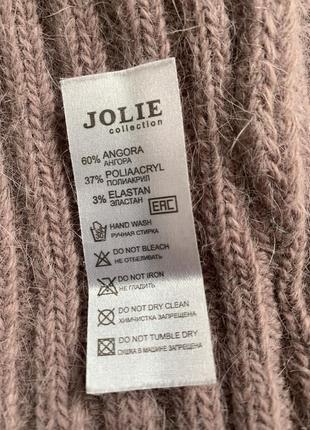 JOLIE
collection
60% ANGORA
АНГОРА
37% POLIAACRYL
ПОЛИАКРИЛ
3% ELASTAN
ЭЛАСТАН
EAC
HAND WASH
РУЧНАЯ СТИРКА
DO NOT BLEACH
НЕ ОТБЕЛИВАТЬ
DO NOT IRON
НЕ ГЛАДИТЬ
DO NOT DRY CLEAN
ХИМЧИСТКА ЗАПРЕЩЕНА
DO NOT TUMBLE DRY
СУШКА В МАШИНЕ ЗАПРЕЩЕНА